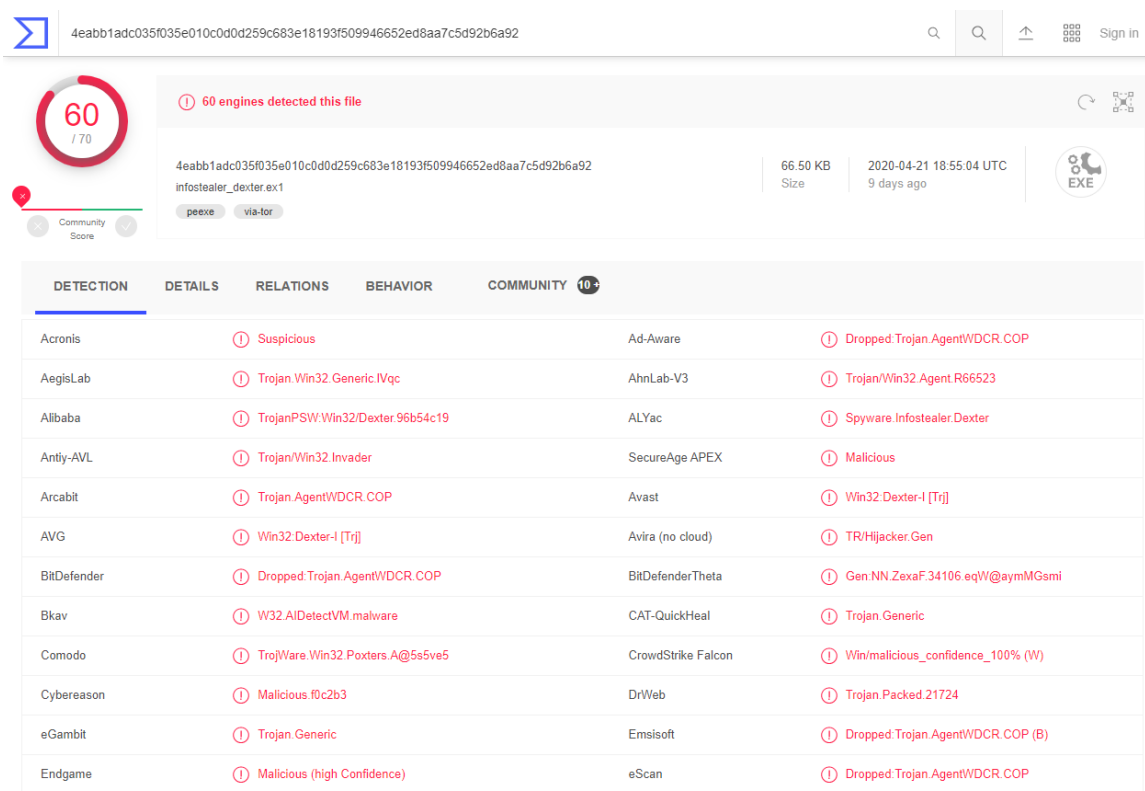 4eabb1adc035f035e010c0d0d259c683e18193f509946652ed8aa7c5d92b6a92 Sign in
60
/ 70
Community
Score
60 engines detected this file
4eabb1adc035f035e010c0d0d259c683e18193f509946652ed8aa7c5d92b6a92
infostealer_dexter.ex1
peexe via-tor
66.50 KB
Size
2020-04-21 18:55:04 UTC
9 days ago
EXE
DETECTION DETAILS RELATIONS BEHAVIOR COMMUNITY 10+
Acronis Suspicious Ad-Aware Dropped:Trojan.AgentWDCR.COP
AegisLab Trojan.Win32.Generic.lVqc AhnLab-V3 Trojan/Win32.Agent.R66523
Alibaba TrojanPSW:Win32/Dexter.96b54c19 ALYac Spyware.Infostealer.Dexter
Antiy-AVL Trojan/Win32.Invader SecureAge APEX Malicious
Arcabit Trojan.AgentWDCR.COP Avast Win32:Dexter-I [Trj]
AVG Win32:Dexter-I [Trj] Avira (no cloud) TR/Hijacker.Gen
BitDefender Dropped:Trojan.AgentWDCR.COP BitDefenderTheta Gen:NN.ZexaF.34106.eqW@aymMGsmi
Bkav W32.AIDetectVM.malware CAT-QuickHeal Trojan.Generic
Comodo TrojWare.Win32.Poxters.A@5s5ve5 CrowdStrike Falcon Win/malicious_confidence_100% (W)
Cybereason Malicious.f0c2b3 DrWeb Trojan.Packed.21724
eGambit Trojan.Generic Emsisoft Dropped:Trojan.AgentWDCR.COP (B)
Endgame Malicious (high Confidence) eScan Dropped:Trojan.AgentWDCR.COP